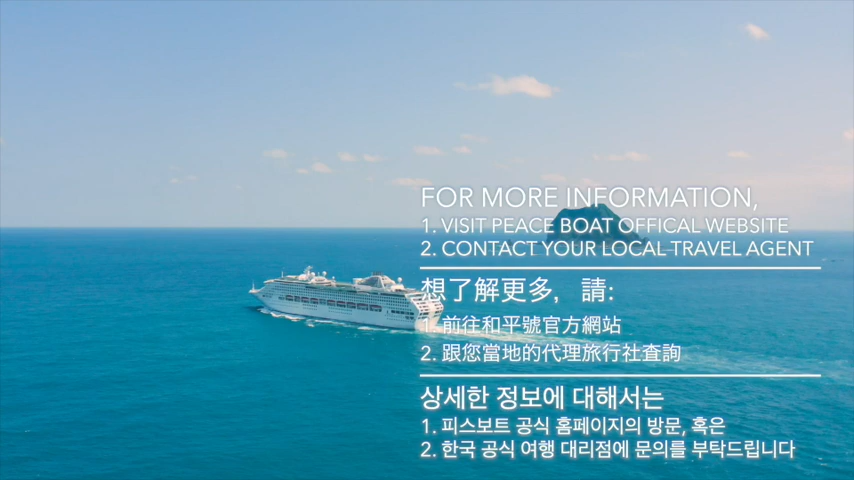 FOR MORE INFORMATION,
1. VISIT PEACE BOAT OFFICAL WEBSITE
2. CONTACT YOUR LOCAL TRAVEL AGENT
想了解更多，請:
1. 前往和平號官方網站
2. 跟您當地的代理旅行社查詢
상세한 정보에 대해서는
1. 피스보트 공식 홈페이지의 방문, 혹은
2. 한국 공식 여행 대리점에 문의를 부탁드립니다